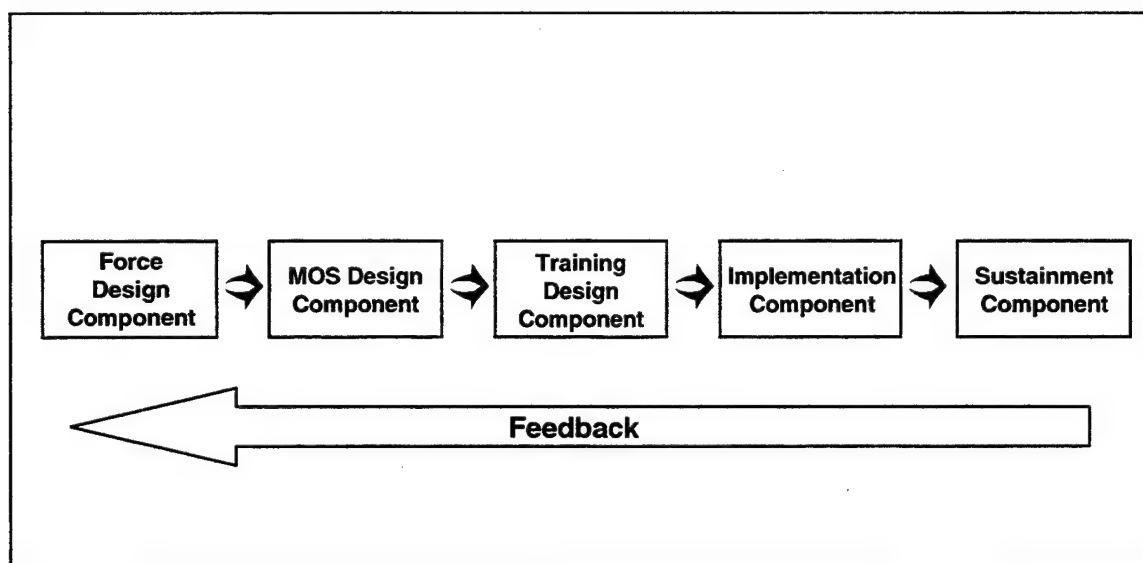 Force
Design
Component
MOS Design
Component
Training
Design
Component
Implementation
Component
Sustainment
Component
Feedback